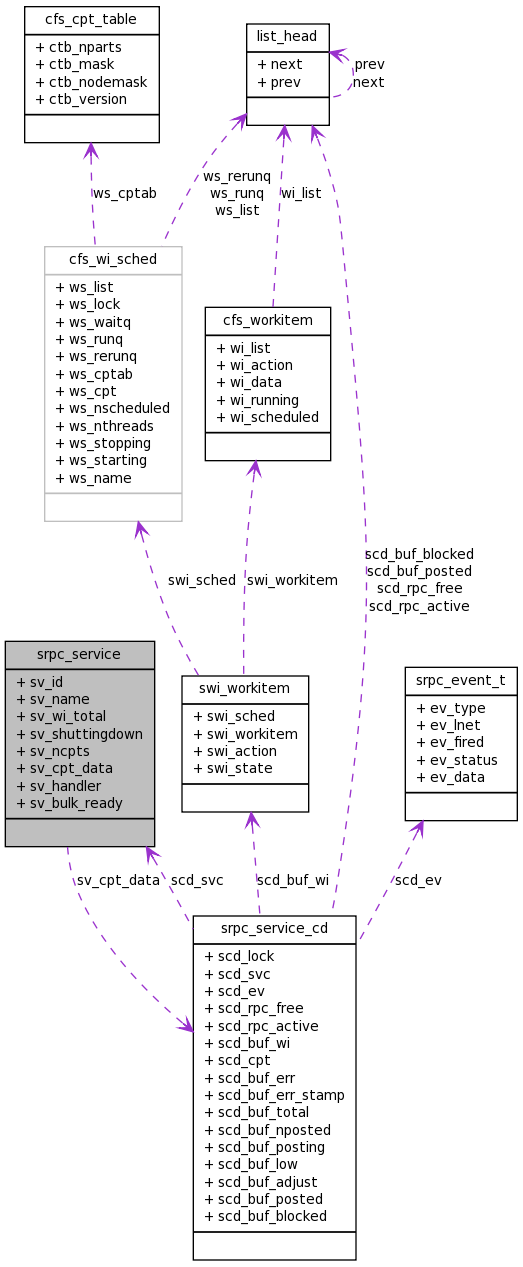 cfs_cpt_table
+ ctb_nparts
+ ctb_mask
+ ctb_nodemask
+ ctb_version
list_head
+ next
+ prev
prev
next
ws_cptab
ws_rerunq
ws_runq
ws_list
wi_list
cfs_wi_sched
+ ws_list
+ ws_lock
+ ws_waitq
+ ws_runq
+ ws_rerunq
+ ws_cptab
+ ws_cpt
+ ws_nscheduled
+ ws_nthreads
+ ws_stopping
+ ws_starting
+ ws_name
cfs_workitem
+ wi_list
+ wi_action
+ wi_data
+ wi_running
+ wi_scheduled
swi_sched
swi_workitem
scd_buf_blocked
scd_buf_posted
scd_rpc_free
scd_rpc_active
srpc_service
+ sv_id
+ sv_name
+ sv_wi_total
+ sv_shuttingdown
+ sv_ncpts
+ sv_cpt_data
+ sv_handler
+ sv_bulk_ready
swi_workitem
+ swi_sched
+ swi_workitem
+ swi_action
+ swi_state
srpc_event_t
+ ev_type
+ ev_lnet
+ ev_fired
+ ev_status
+ ev_data
sv_cpt_data
scd_svc
scd_buf_wi
scd_ev
srpc_service_cd
+ scd_lock
+ scd_svc
+ scd_ev
+ scd_rpc_free
+ scd_rpc_active
+ scd_buf_wi
+ scd_cpt
+ scd_buf_err
+ scd_buf_err_stamp
+ scd_buf_total
+ scd_buf_nposted
+ scd_buf_posting
+ scd_buf_low
+ scd_buf_adjust
+ scd_buf_posted
+ scd_buf_blocked